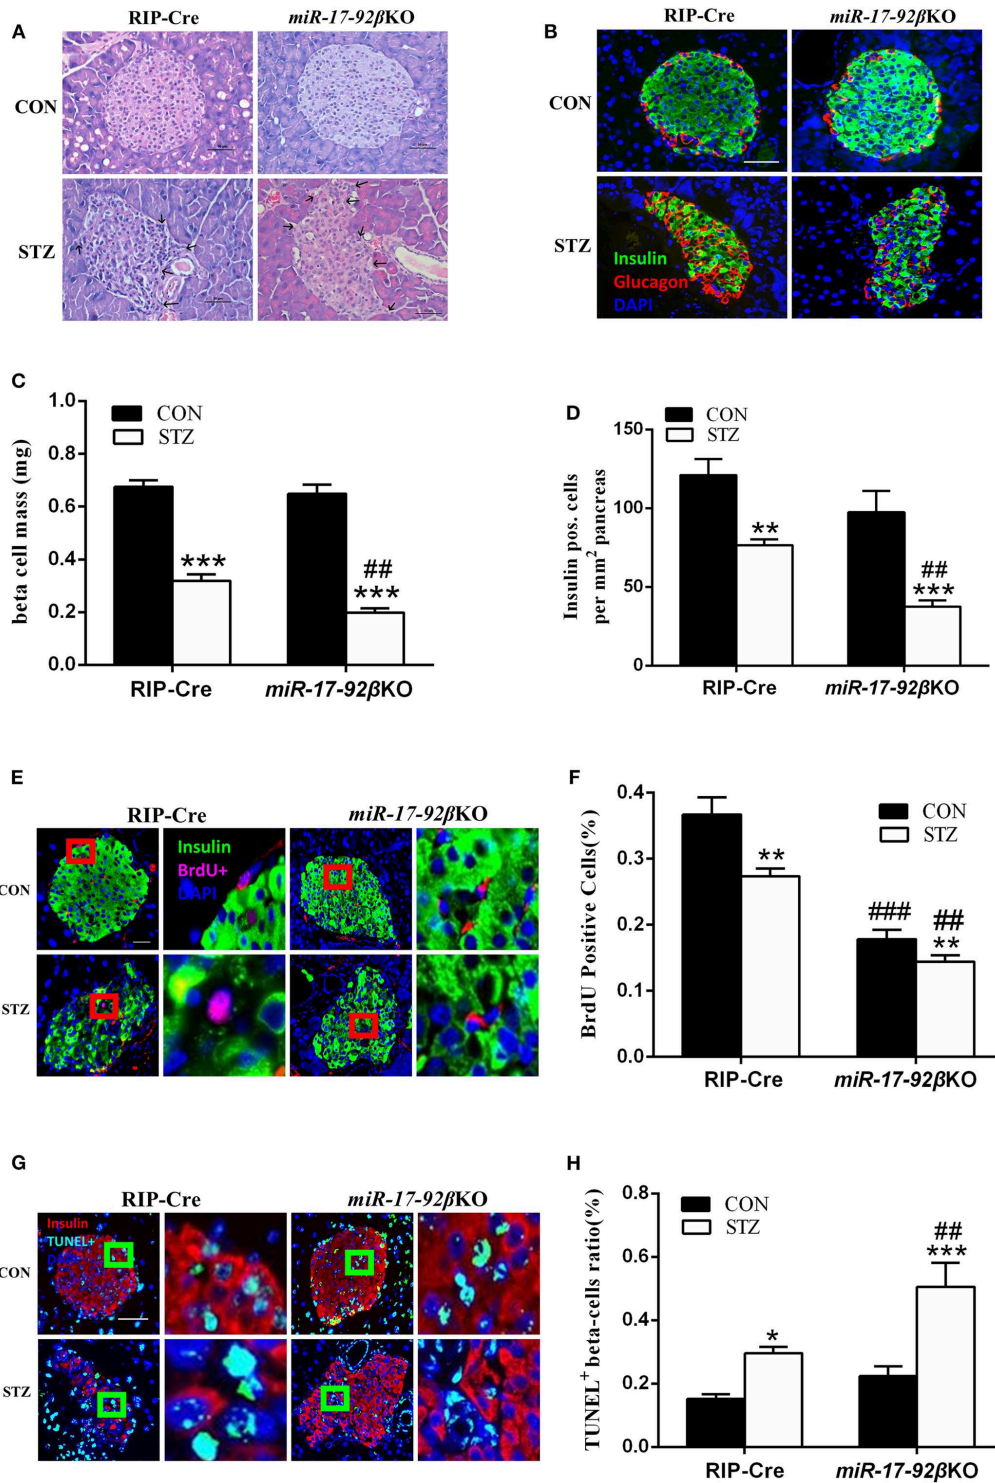 RIP-Cre
miR-17-92βKO
A
CON
STZ
RIP-Cre
miR-17-92βKO
B
CON
STZ
Insulin
Glucagon
DAPI
C
beta cell mass (mg)
1.0
0.8
0.6
0.4
0.2
0.0
CON
STZ
***
##
***
RIP-Cre
miR-17-92βKO
D
Insulin pos. cells
per mm² pancreas
150
100
50
0
CON
STZ
**
##
***
RIP-Cre
miR-17-92βKO
E
RIP-Cre
miR-17-92βKO
CON
STZ
Insulin
BrdU+
DAPI
F
BrdU Positive Cells(%)
0.4
0.3
0.2
0.1
0.0
CON
STZ
**
###
##
**
RIP-Cre
miR-17-92βKO
G
RIP-Cre
miR-17-92βKO
CON
STZ
Insulin
TUNEL+
H
TUNEL⁺ beta-cells ratio(%)
0.8
0.6
0.4
0.2
0.0
CON
STZ
*
##
***
RIP-Cre
miR-17-92βKO